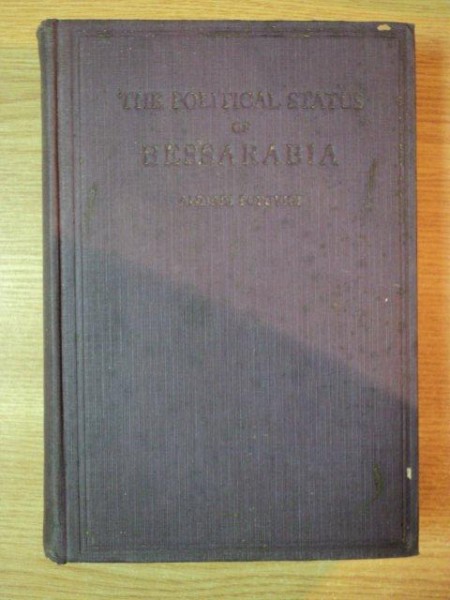 THE POLITICAL STATUS
OF
BESSARABIA